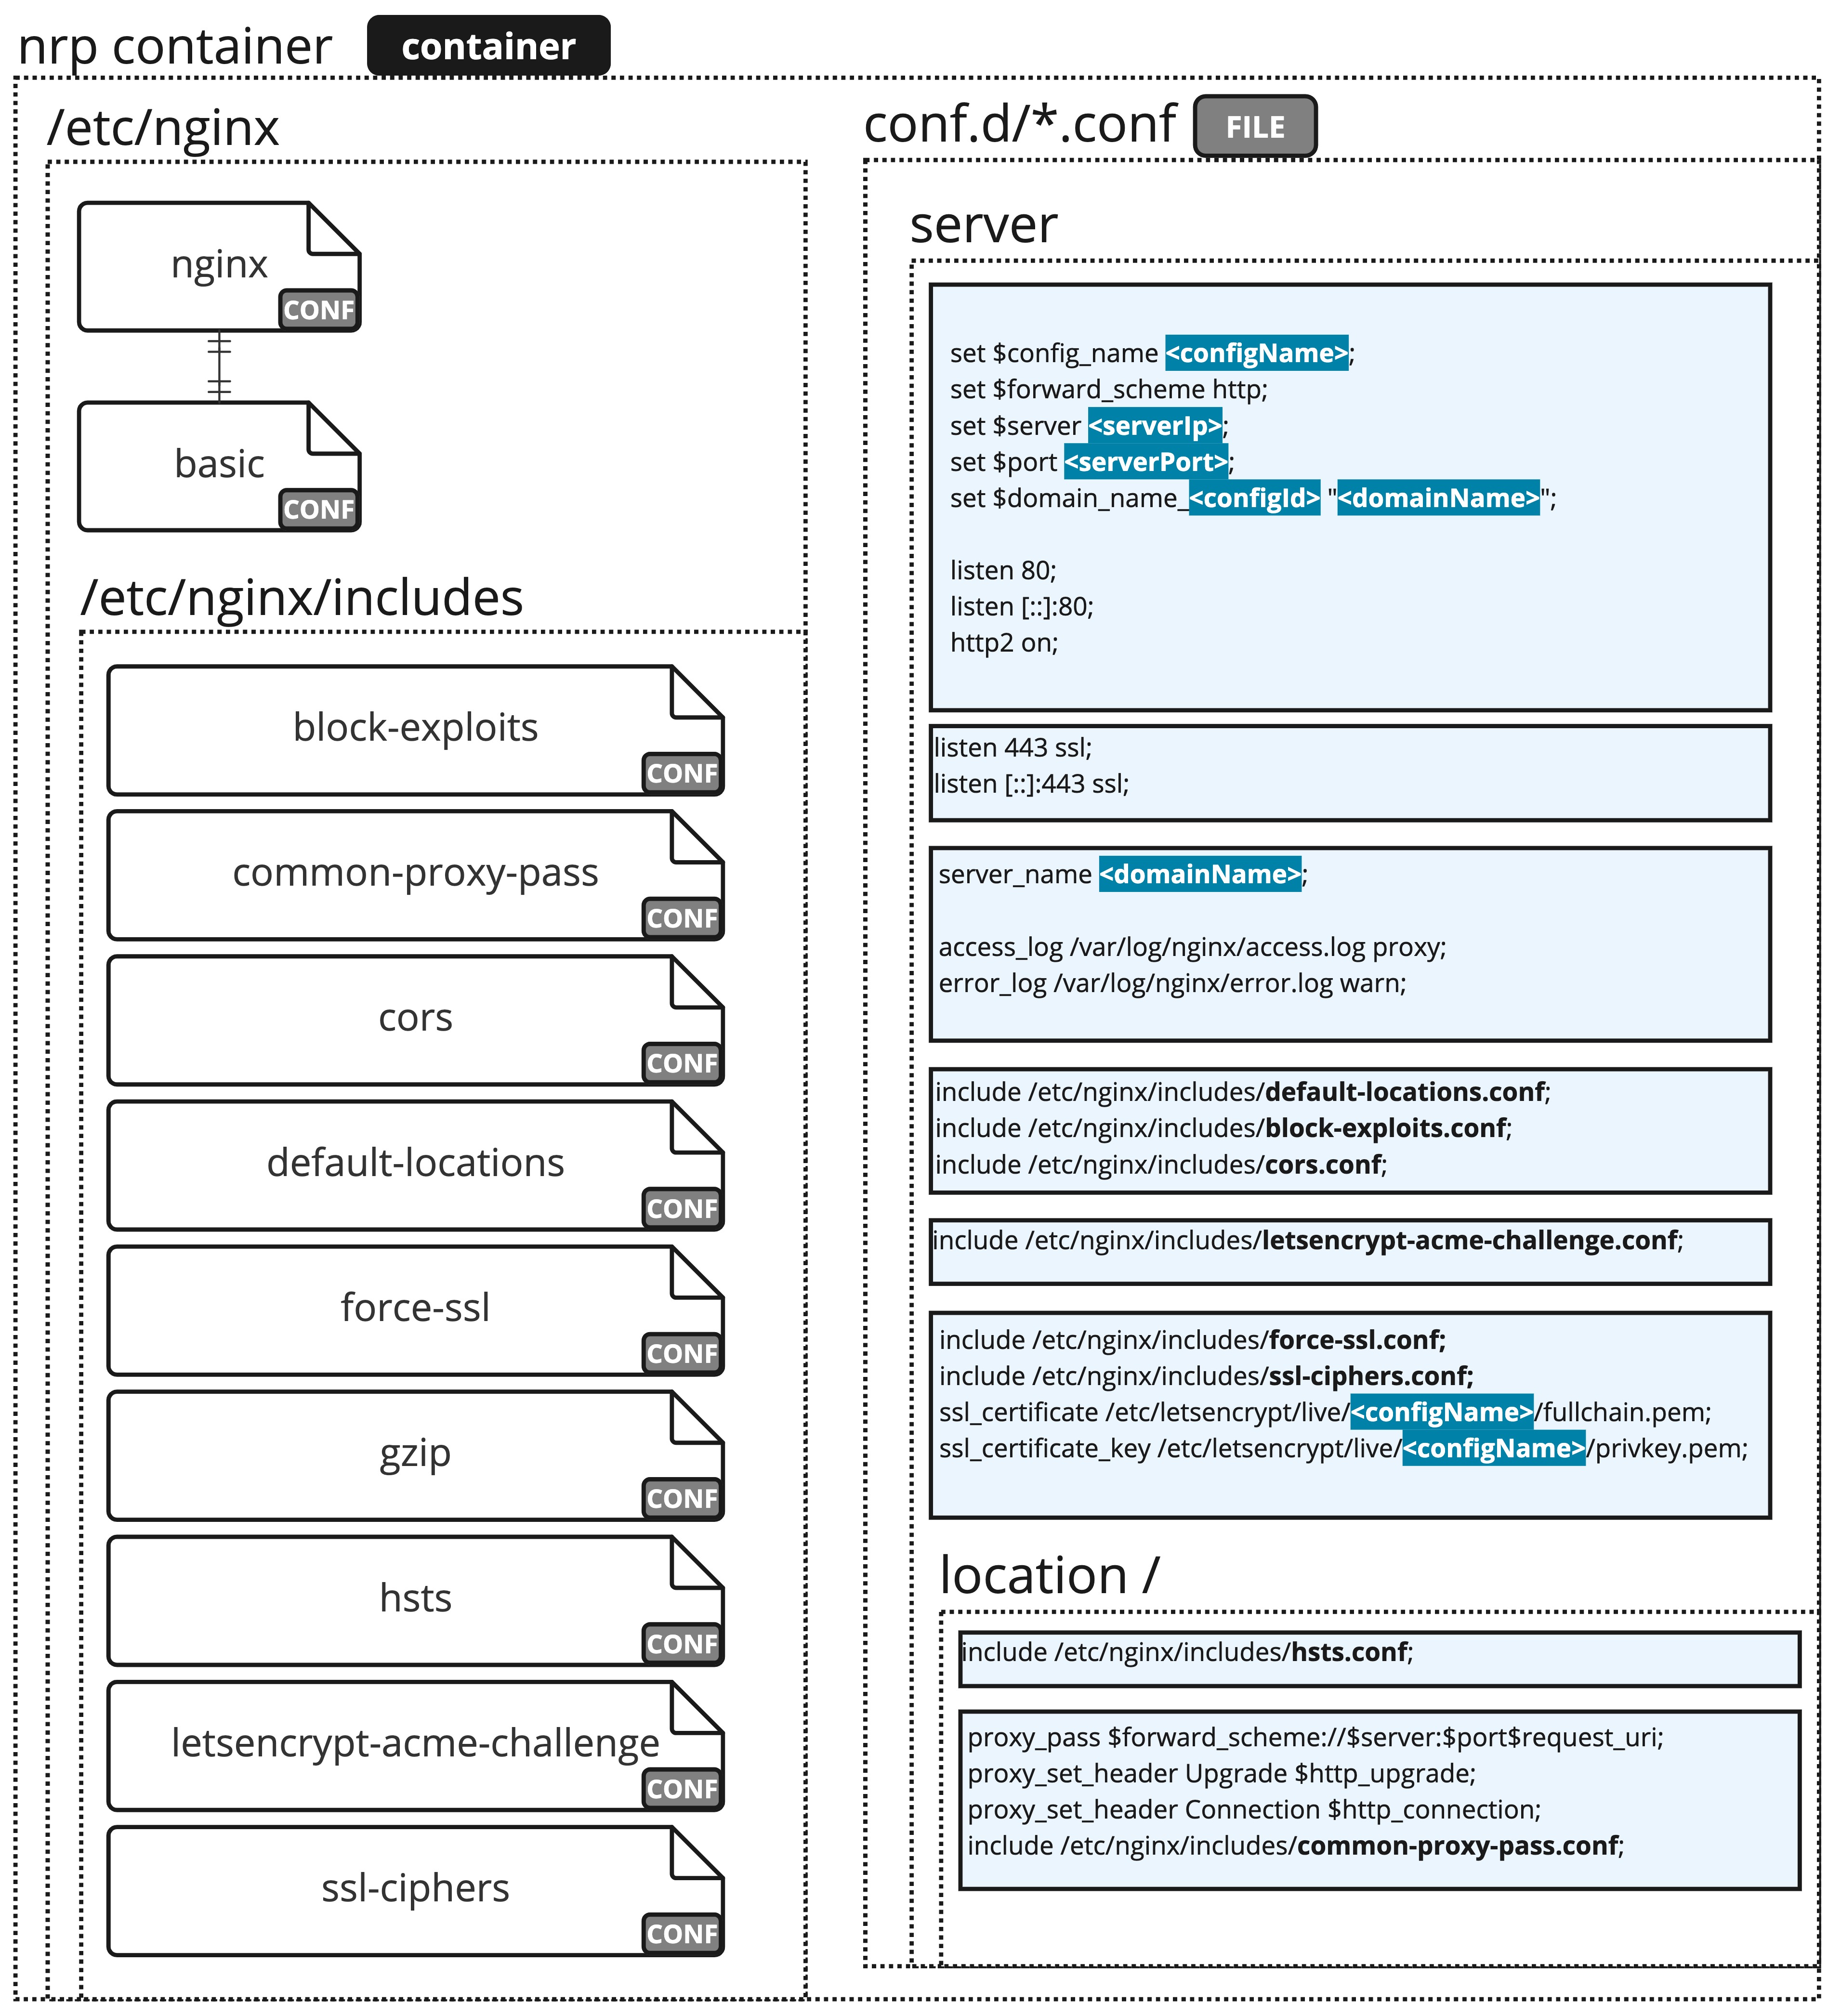 nrp container
container
/etc/nginx
nginx
CONF
basic
CONF
/etc/nginx/includes
block-exploits
CONF
common-proxy-pass
CONF
cors
CONF
default-locations
CONF
force-ssl
CONF
gzip
CONF
hsts
CONF
letsencrypt-acme-challenge
CONF
ssl-ciphers
CONF
conf.d/*.conf
FILE
server
set $config_name <configName>;
set $forward_scheme http;
set $server <serverIp>;
set $port <serverPort>;
set $domain_name_<configId> "<domainName>";
listen 80;
listen [::]:80;
http2 on;
listen 443 ssl;
listen [::]:443 ssl;
server_name <domainName>;
access_log /var/log/nginx/access.log proxy;
error_log /var/log/nginx/error.log warn;
include /etc/nginx/includes/default-locations.conf;
include /etc/nginx/includes/block-exploits.conf;
include /etc/nginx/includes/cors.conf;
include /etc/nginx/includes/letsencrypt-acme-challenge.conf;
include /etc/nginx/includes/force-ssl.conf;
include /etc/nginx/includes/ssl-ciphers.conf;
ssl_certificate /etc/letsencrypt/live/<configName>/fullchain.pem;
ssl_certificate_key /etc/letsencrypt/live/<configName>/privkey.pem;
location /
include /etc/nginx/includes/hsts.conf;
proxy_pass $forward_scheme://$server:$port$request_uri;
proxy_set_header Upgrade $http_upgrade;
proxy_set_header Connection $http_connection;
include /etc/nginx/includes/common-proxy-pass.conf;